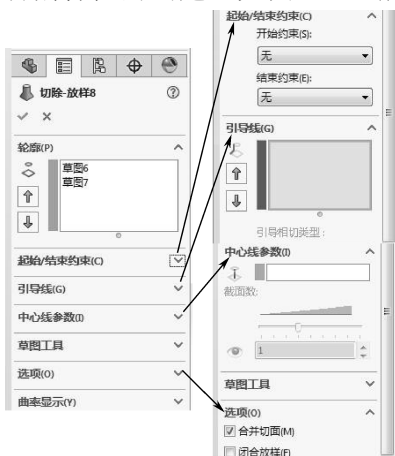 切除-放样8
轮廓(P)
草图6
草图7
起始/结束约束(C)
引导线(G)
中心线参数(I)
草图工具
选项(O)
曲率显示(Y)
起始/结束约束(C)
开始约束(S):
无
结束约束(E):
无
引导线(G)
引导相切类型:
中心线参数(I)
截面数:
1
草图工具
选项(O)
合并切面(M)
闭合放样(F)